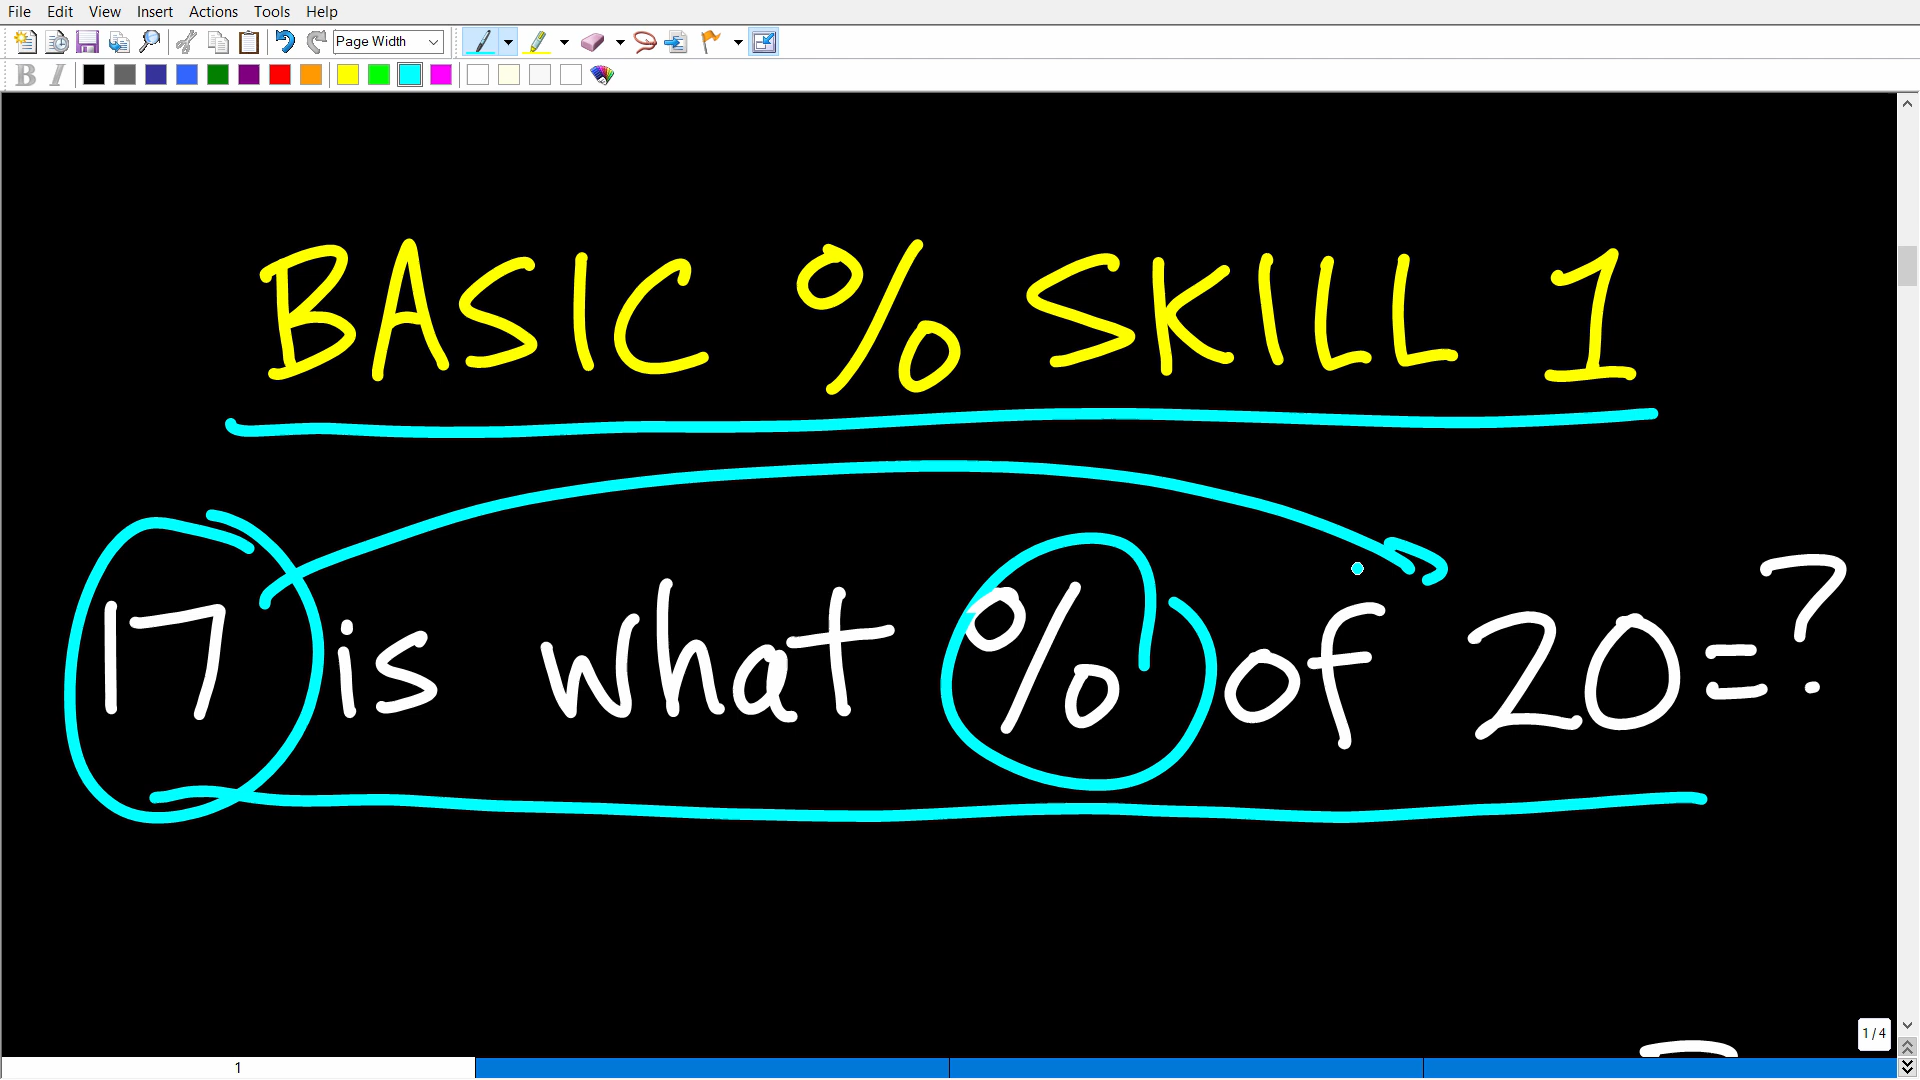 File Edit View Insert Actions Tools Help
Page Width
B I
BASIC % SKILL 1
17 is what % of 20=?
1 / 4
1